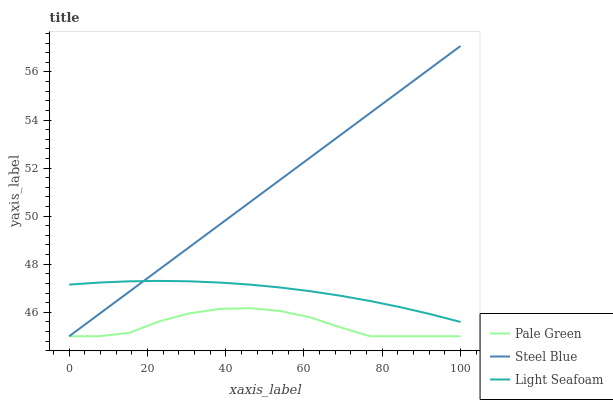 title
yaxis_label
56
54
52
50
48
46
0 20 40 60 80 100
xaxis_label
Pale Green
Steel Blue
Light Seafoam